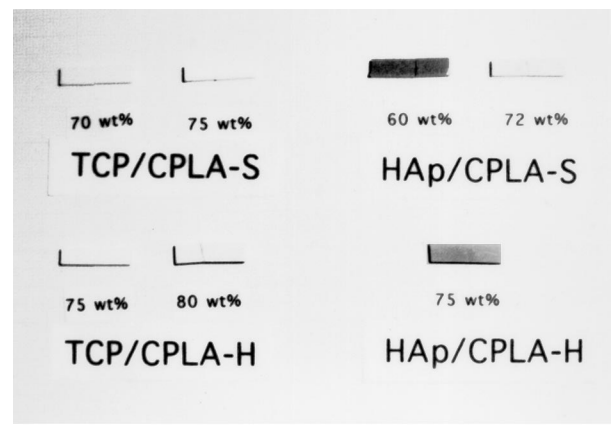 70 wt% 75 wt%
TCP/CPLA-S
60 wt% 72 wt%
HAp/CPLA-S
75 wt% 80 wt%
TCP/CPLA-H
75 wt%
HAp/CPLA-H